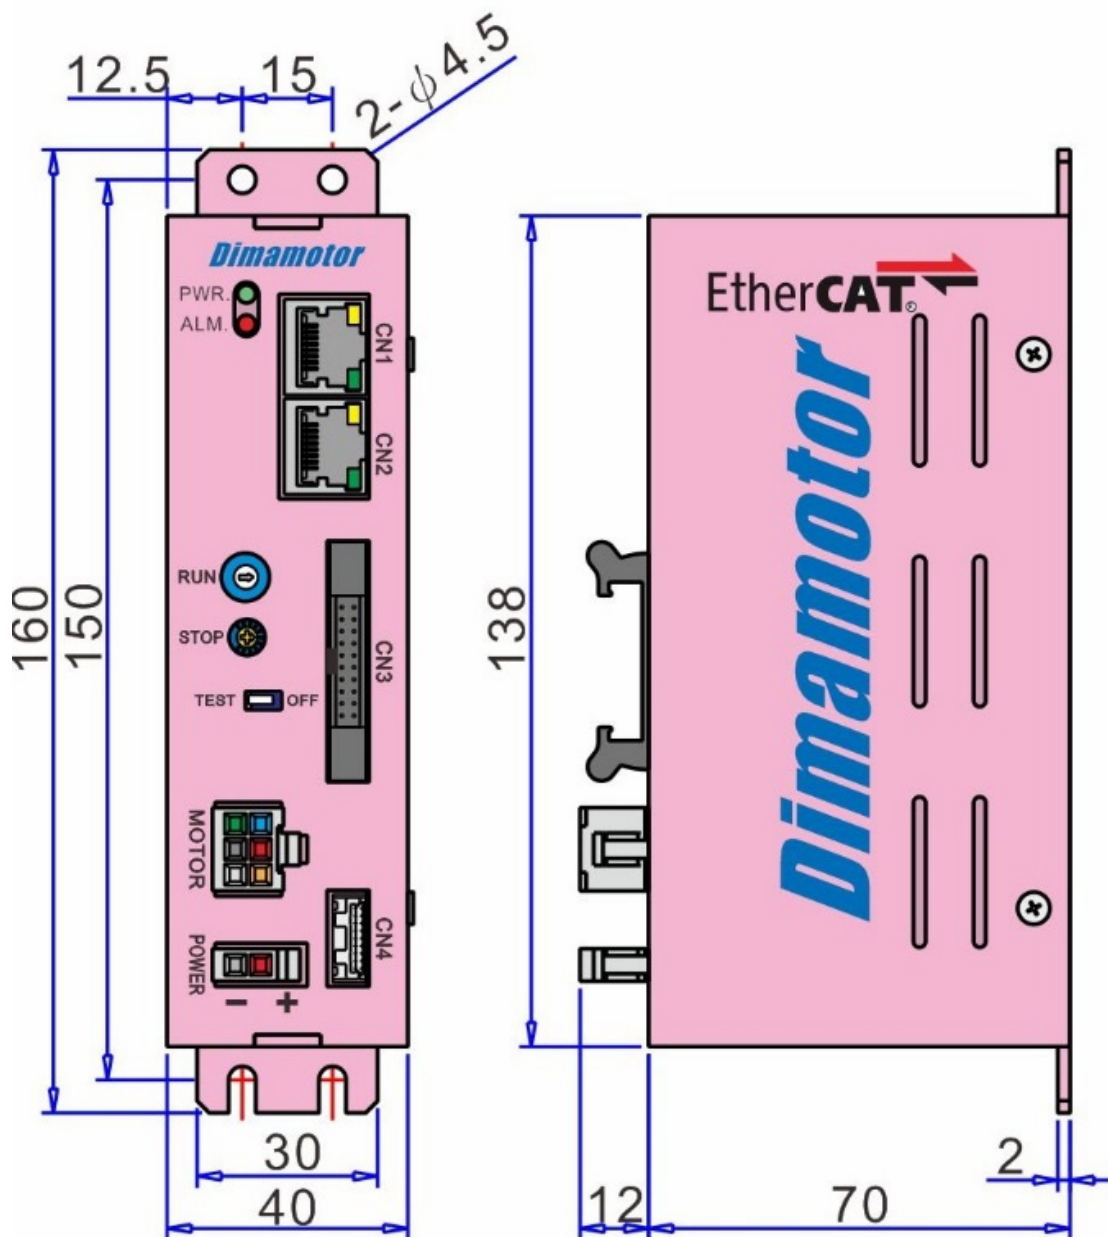 12.5
15
2-ϕ4.5
Dimamotor
PWR.
ALM.
CN1
CN2
RUN
STOP
TEST
OFF
CN3
MOTOR
CN4
POWER
- +
160
150
30
40
EtherCAT®
Dimamotor
138
12
70
2